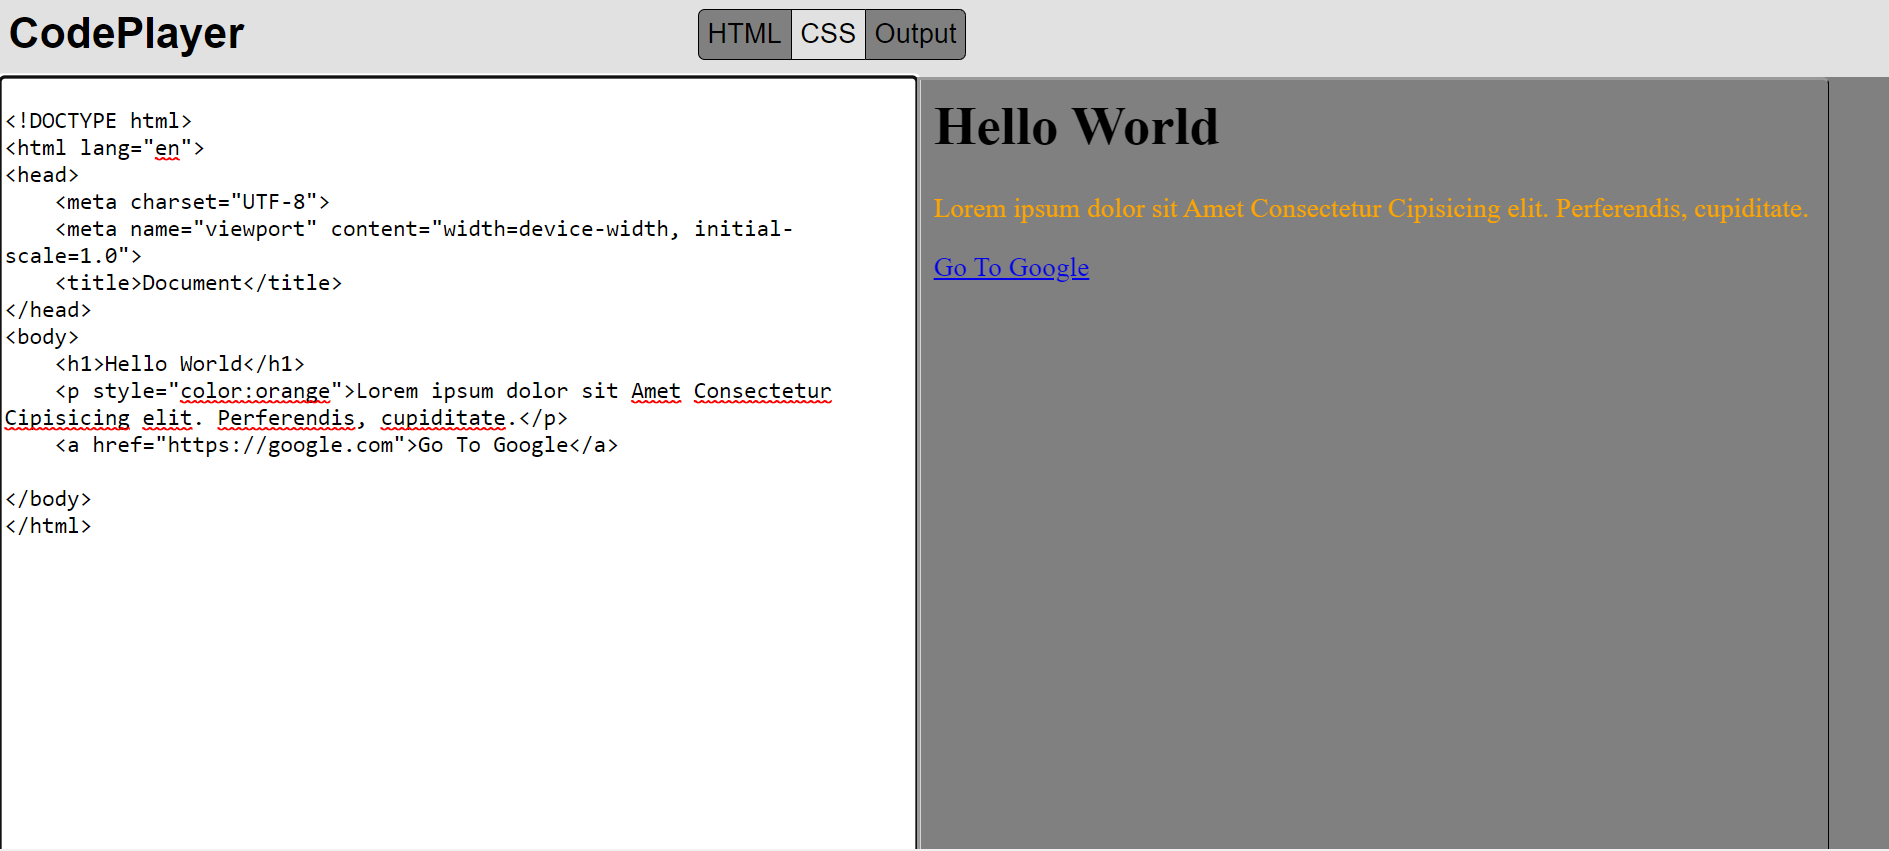 CodePlayer
HTML CSS Output
<!DOCTYPE html>
<html lang="en">
<head>
    <meta charset="UTF-8">
    <meta name="viewport" content="width=device-width, initial-
scale=1.0">
    <title>Document</title>
</head>
<body>
    <h1>Hello World</h1>
    <p style="color:orange">Lorem ipsum dolor sit Amet Consectetur
Cipisicing elit. Perferendis, cupiditate.</p>
    <a href="https://google.com">Go To Google</a>
</body>
</html>
Hello World
Lorem ipsum dolor sit Amet Consectetur Cipisicing elit. Perferendis, cupiditate.
Go To Google